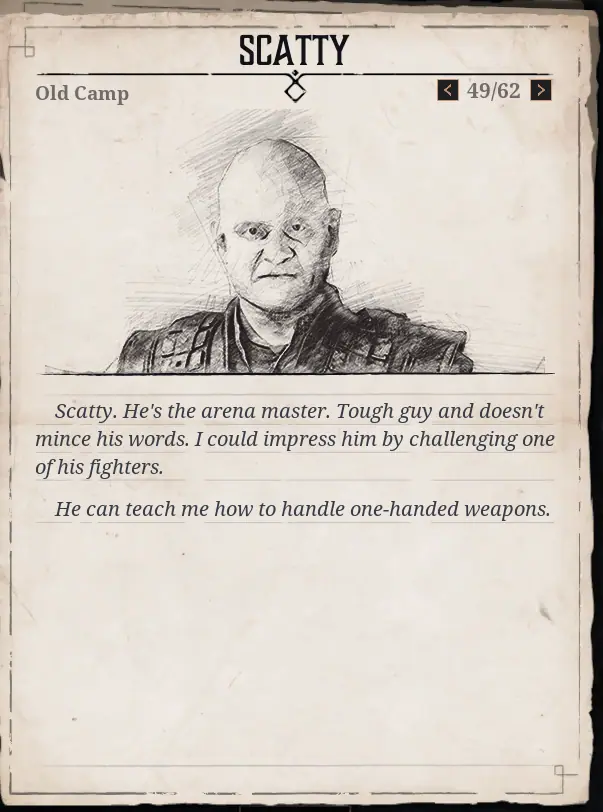 SCATTY
Old Camp
49/62
Scatty. He's the arena master. Tough guy and doesn't
mince his words. I could impress him by challenging one
of his fighters.
He can teach me how to handle one-handed weapons.